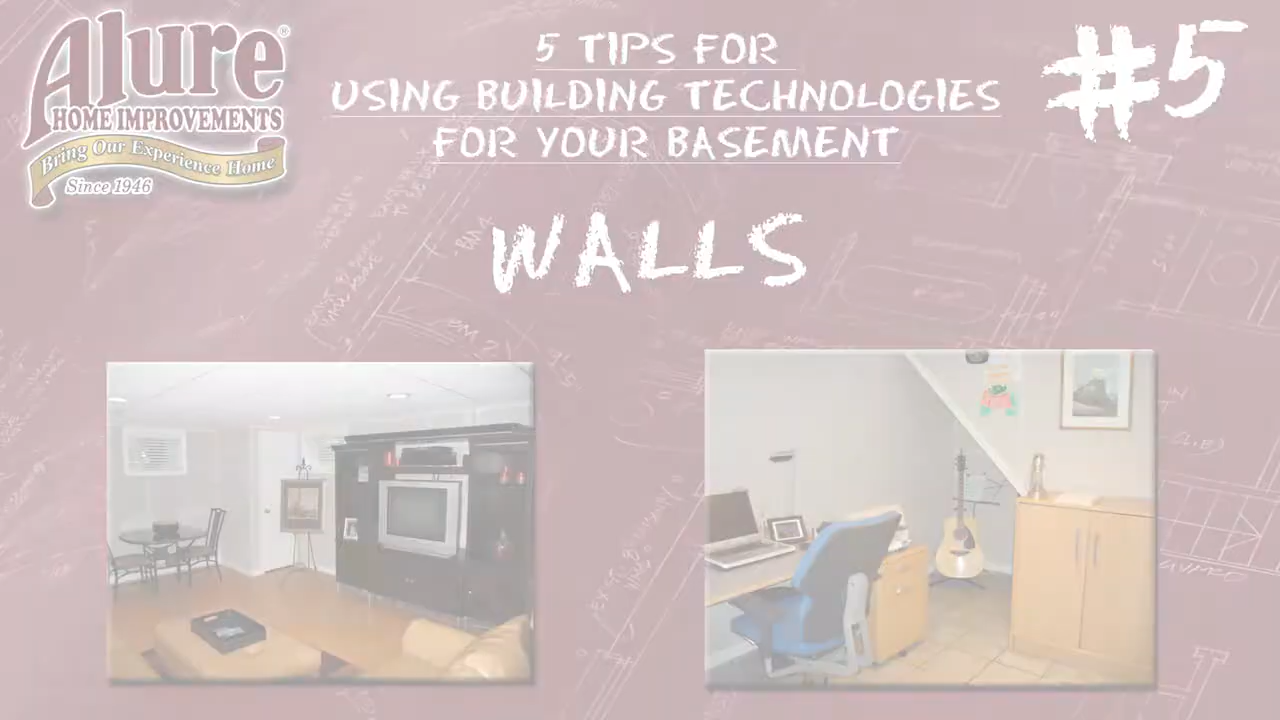 Alure®
HOME IMPROVEMENTS
Bring Our Experience Home
Since 1946
5 TIPS FOR
USING BUILDING TECHNOLOGIES
FOR YOUR BASEMENT
#5
WALLS